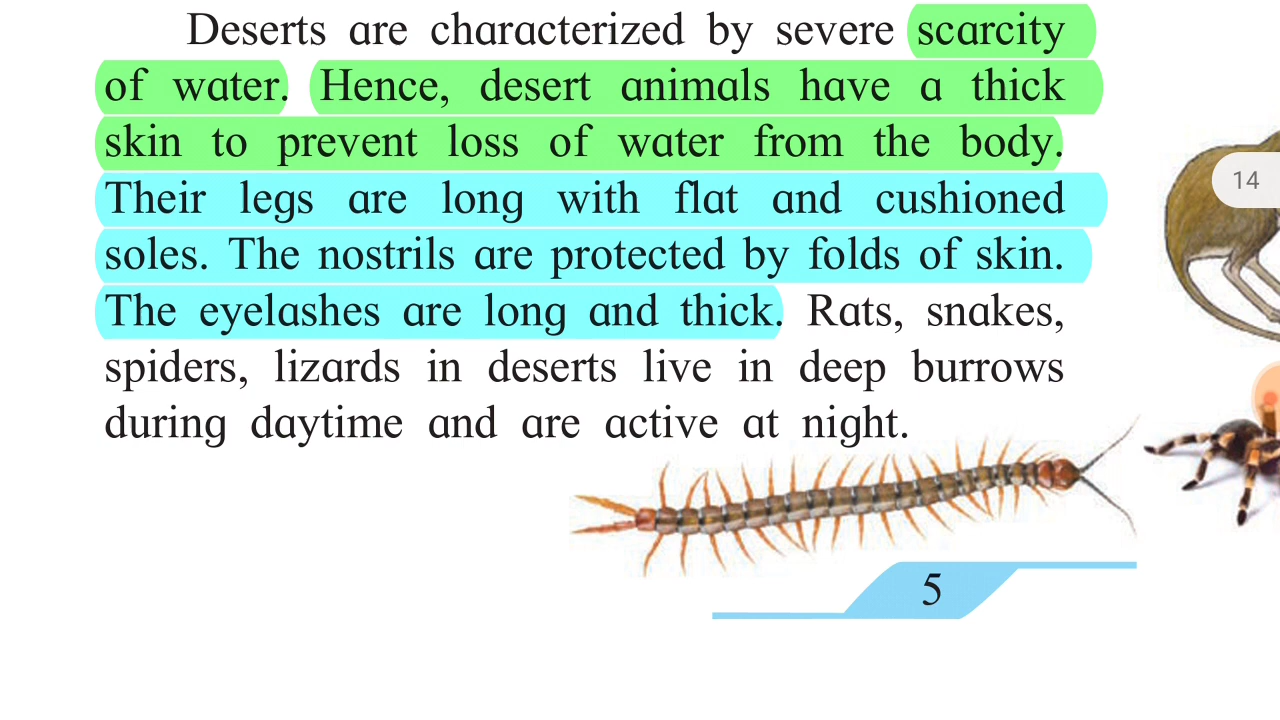 Deserts are characterized by severe scarcity
of water. Hence, desert animals have a thick
skin to prevent loss of water from the body.
Their legs are long with flat and cushioned
soles. The nostrils are protected by folds of skin.
The eyelashes are long and thick. Rats, snakes,
spiders, lizards in deserts live in deep burrows
during daytime and are active at night.
14
5